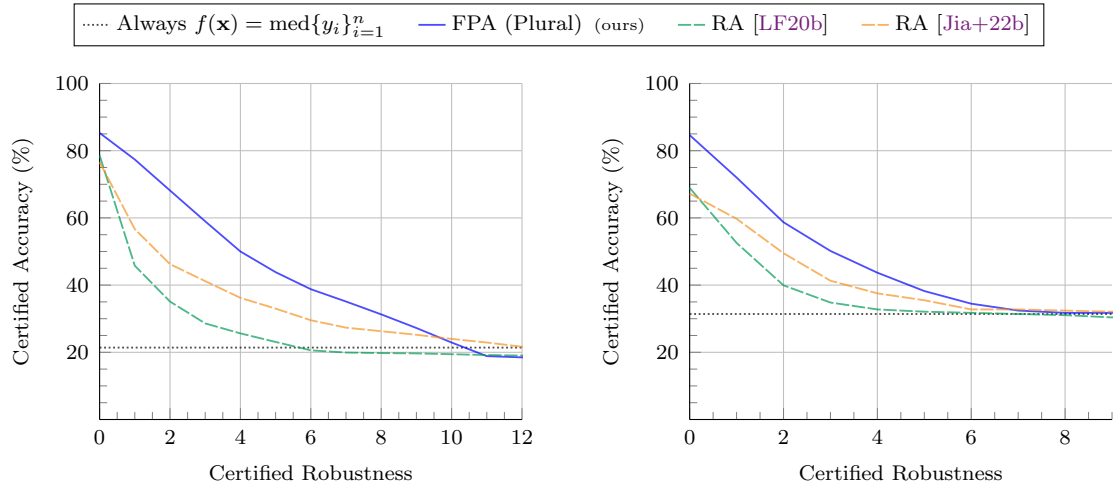 Always f(x) = med{y_i}_{i=1}^n FPA (Plural) (ours) RA [LF20b] RA [Jia+22b]
100 100
80 80
60 60
40 40
20 20
0 2 4 6 8 10 12 0 2 4 6 8
Certified Accuracy (%) Certified Accuracy (%)
Certified Robustness Certified Robustness